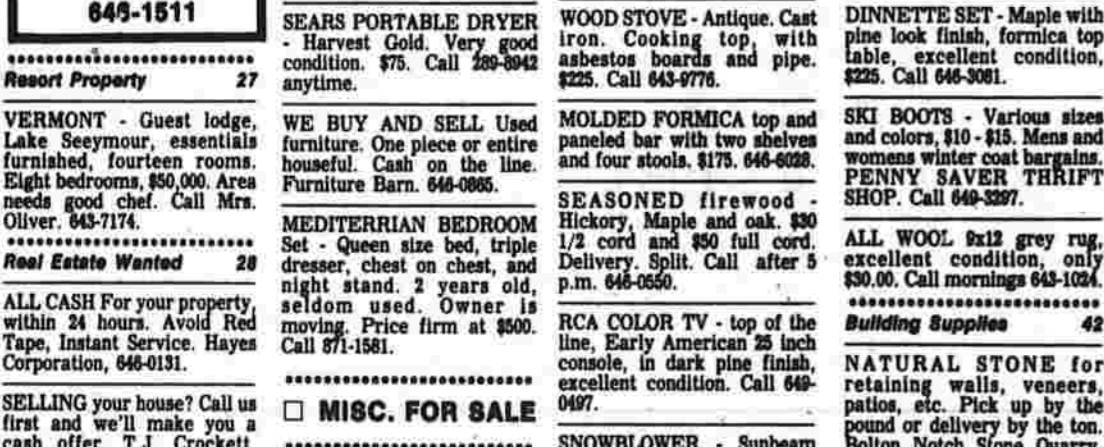 646-1511
Resort Property 27
VERMONT - Guest lodge,
Lake Seeymour, essentials
furnished, fourteen rooms.
Eight bedrooms, $50,000. Area
needs good chef. Call Mrs.
Oliver. 643-7174.
Real Estate Wanted 28
ALL CASH For your property,
within 24 hours. Avoid Red
Tape, Instant Service. Hayes
Corporation, 646-0131.
SELLING your house? Call us
first and we'll make you a
cash offer. T.J. Crockett,
SEARS PORTABLE DRYER
- Harvest Gold. Very good
condition. $75. Call 289-8942
anytime.
WE BUY AND SELL Used
furniture. One piece or entire
houseful. Cash on the line.
Furniture Barn. 646-0865.
MEDITERRIAN BEDROOM
Set - Queen size bed, triple
dresser, chest on chest, and
night stand. 2 years old,
seldom used. Owner is
moving. Price firm at $500.
Call 871-1581.
□ MISC. FOR SALE
WOOD STOVE - Antique. Cast
iron. Cooking top, with
asbestos boards and pipe.
$225. Call 643-9776.
MOLDED FORMICA top and
paneled bar with two shelves
and four stools. $175. 646-6028.
SEASONED firewood -
Hickory, Maple and oak. $30
1/2 cord and $50 full cord.
Delivery. Split. Call after 5
p.m. 646-0550.
RCA COLOR TV - top of the
line, Early American 25 inch
console, in dark pine finish,
excellent condition. Call 649-
0497.
SNOWBLOWER - Sunbeam
DINNETTE SET - Maple with
pine look finish, formica top
table, excellent condition,
$225. Call 646-3081.
SKI BOOTS - Various sizes
and colors, $10 - $15. Mens and
womens winter coat bargains.
PENNY SAVER THRIFT
SHOP. Call 649-3297.
ALL WOOL 9x12 grey rug,
excellent condition, only
$30.00. Call mornings 643-1024.
Building Supplies 42
NATURAL STONE for
retaining walls, veneers,
patios, etc. Pick up by the
pound or delivery by the ton.
Bolton Notch Stone Quarry,